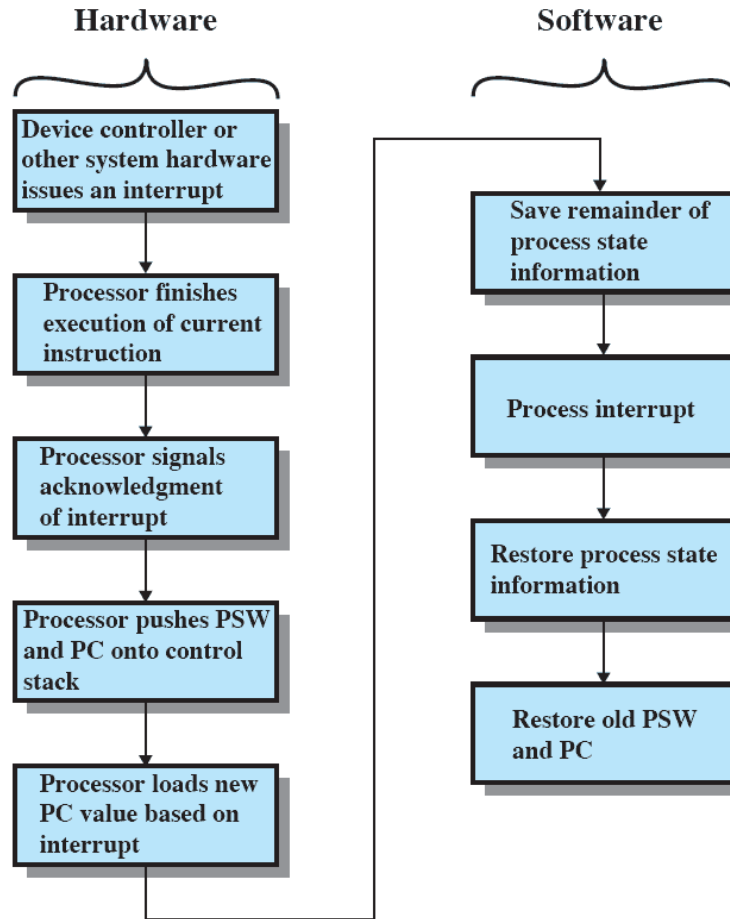 Hardware
Device controller or
other system hardware
issues an interrupt
Processor finishes
execution of current
instruction
Processor signals
acknowledgment
of interrupt
Processor pushes PSW
and PC onto control
stack
Processor loads new
PC value based on
interrupt
Software
Save remainder of
process state
information
Process interrupt
Restore process state
information
Restore old PSW
and PC